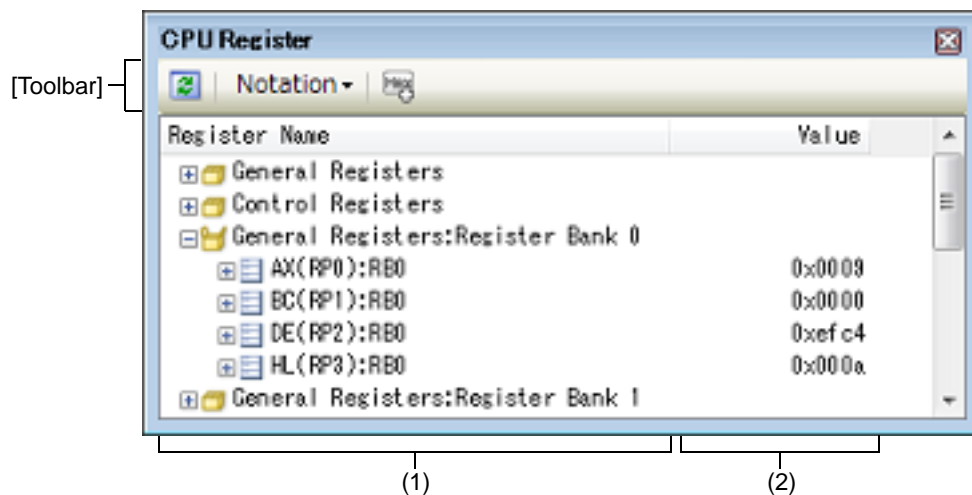 CPU Register
[Toolbar]
Notation
Hex
Register Name Value
General Registers
Control Registers
General Registers:Register Bank 0
AX(RP0):RB0 0x0009
BC(RP1):RB0 0x0000
DE(RP2):RB0 0xefc4
HL(RP3):RB0 0x000a
General Registers:Register Bank 1
(1) (2)